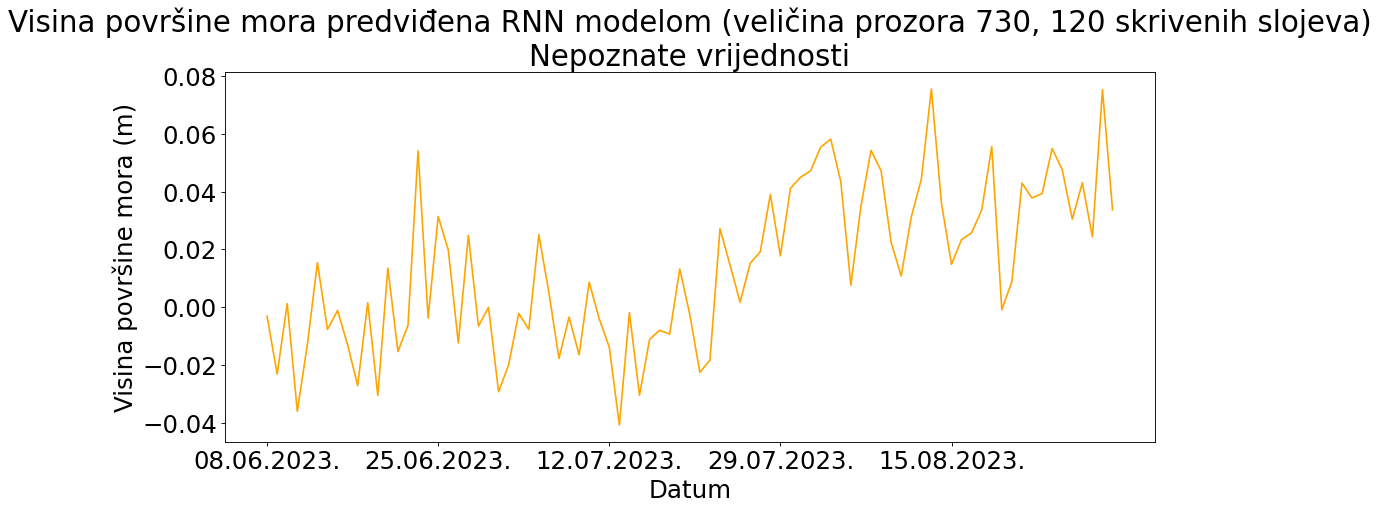 Visina površine mora predviđena RNN modelom (veličina prozora 730, 120 skrivenih slojeva)
Nepoznate vrijednosti
Visina površine mora (m)
0.08
0.06
0.04
0.02
0.00
−0.02
−0.04
08.06.2023. 25.06.2023. 12.07.2023. 29.07.2023. 15.08.2023.
Datum